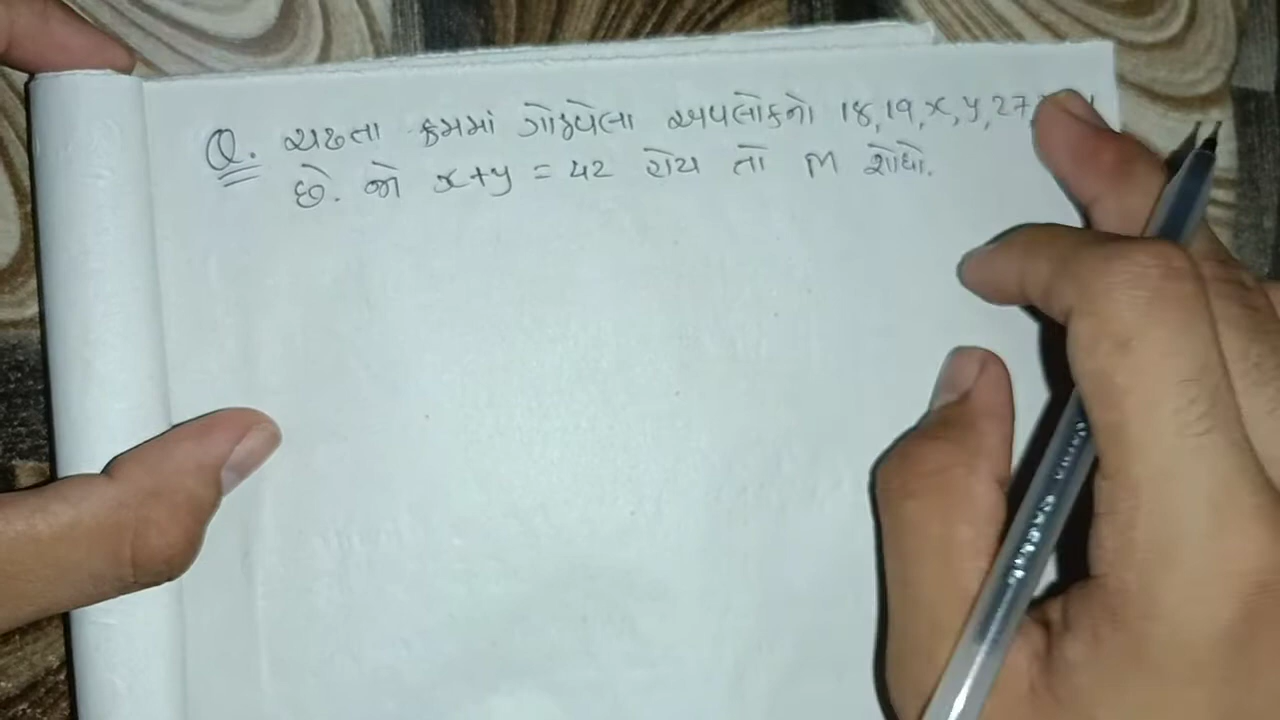 Q. ચઢતા ક્રમમાં ગોઠવેલા અવલોકનો 18, 19, x, y, 27,
છે. જો x+y = 42 હોય તો M શોધો.